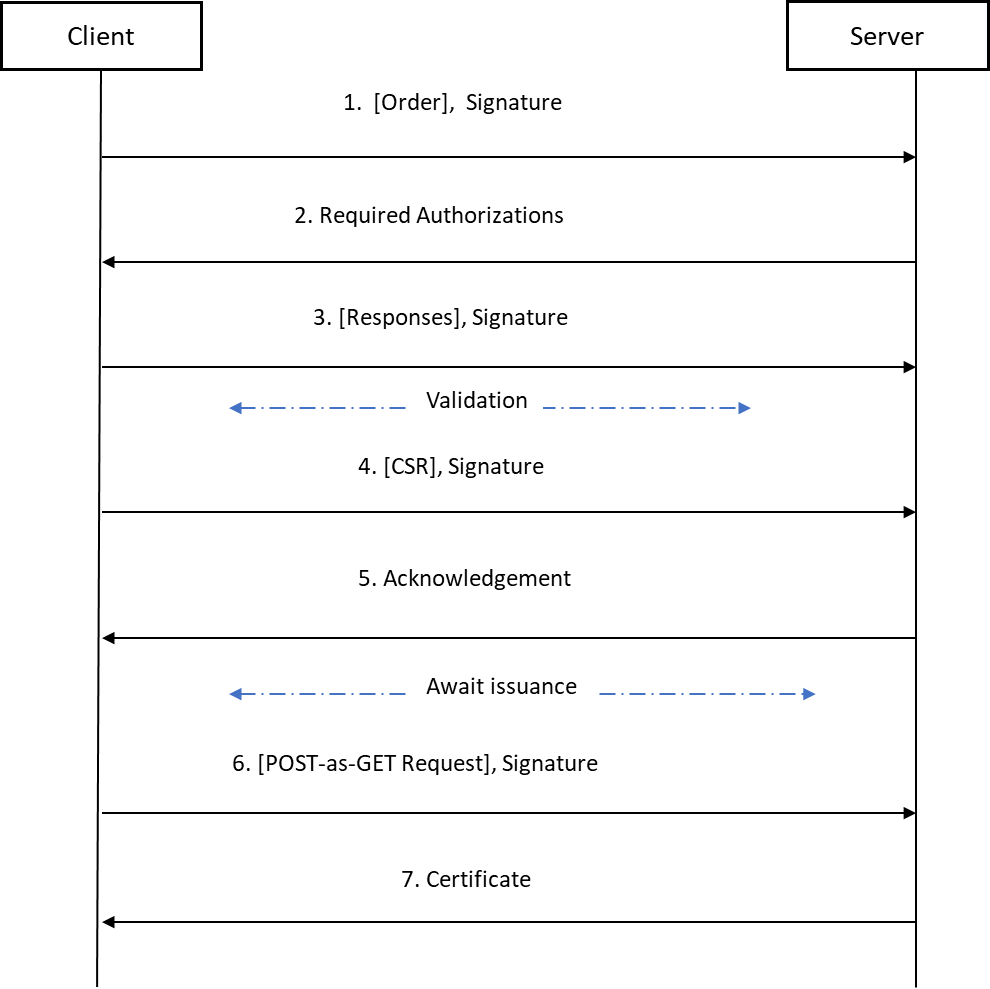 Client
Server
1. [Order], Signature
2. Required Authorizations
3. [Responses], Signature
Validation
4. [CSR], Signature
5. Acknowledgement
Await issuance
6. [POST-as-GET Request], Signature
7. Certificate